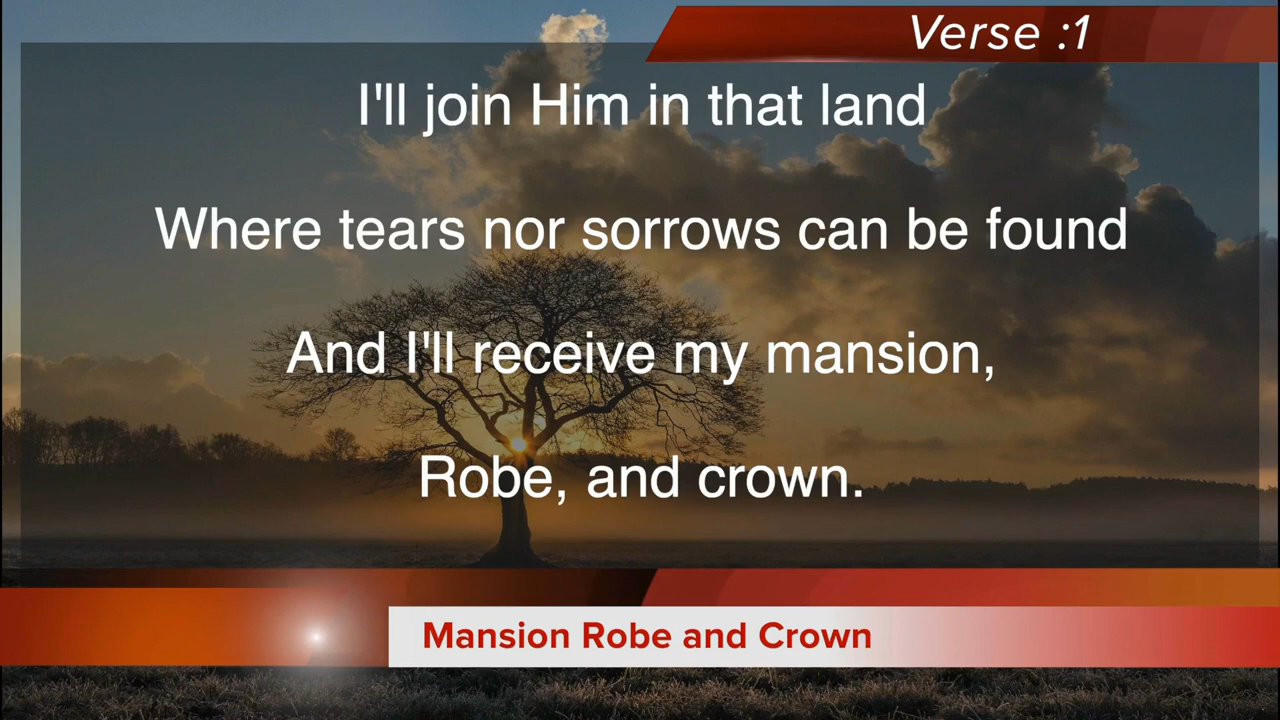 Verse :1
I'll join Him in that land
Where tears nor sorrows can be found
And I'll receive my mansion,
Robe, and crown.
Mansion Robe and Crown